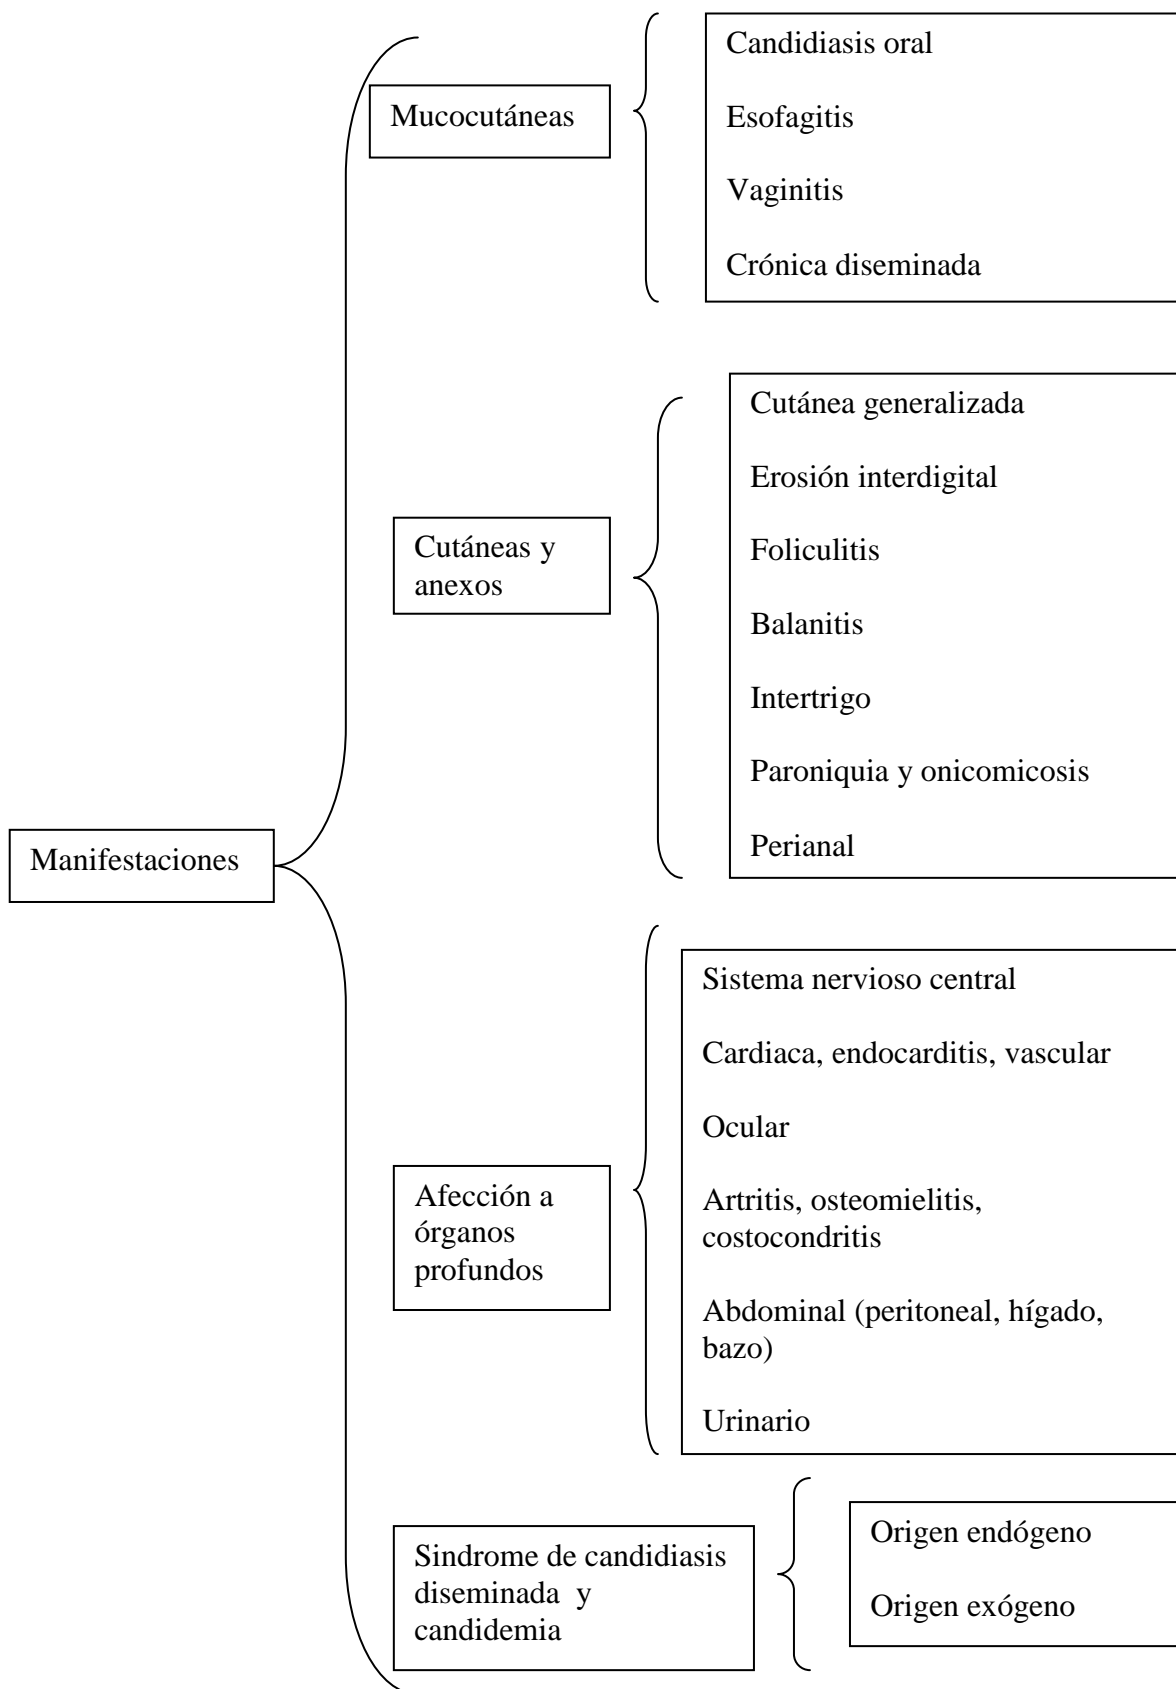 Manifestaciones
Mucocutáneas
Candidiasis oral
Esofagitis
Vaginitis
Crónica diseminada
Cutáneas y
anexos
Cutánea generalizada
Erosión interdigital
Foliculitis
Balanitis
Intertrigo
Paroniquia y onicomicosis
Perianal
Afección a
órganos
profundos
Sistema nervioso central
Cardiaca, endocarditis, vascular
Ocular
Artritis, osteomielitis,
costocondritis
Abdominal (peritoneal, hígado,
bazo)
Urinario
Sindrome de candidiasis
diseminada y
candidemia
Origen endógeno
Origen exógeno